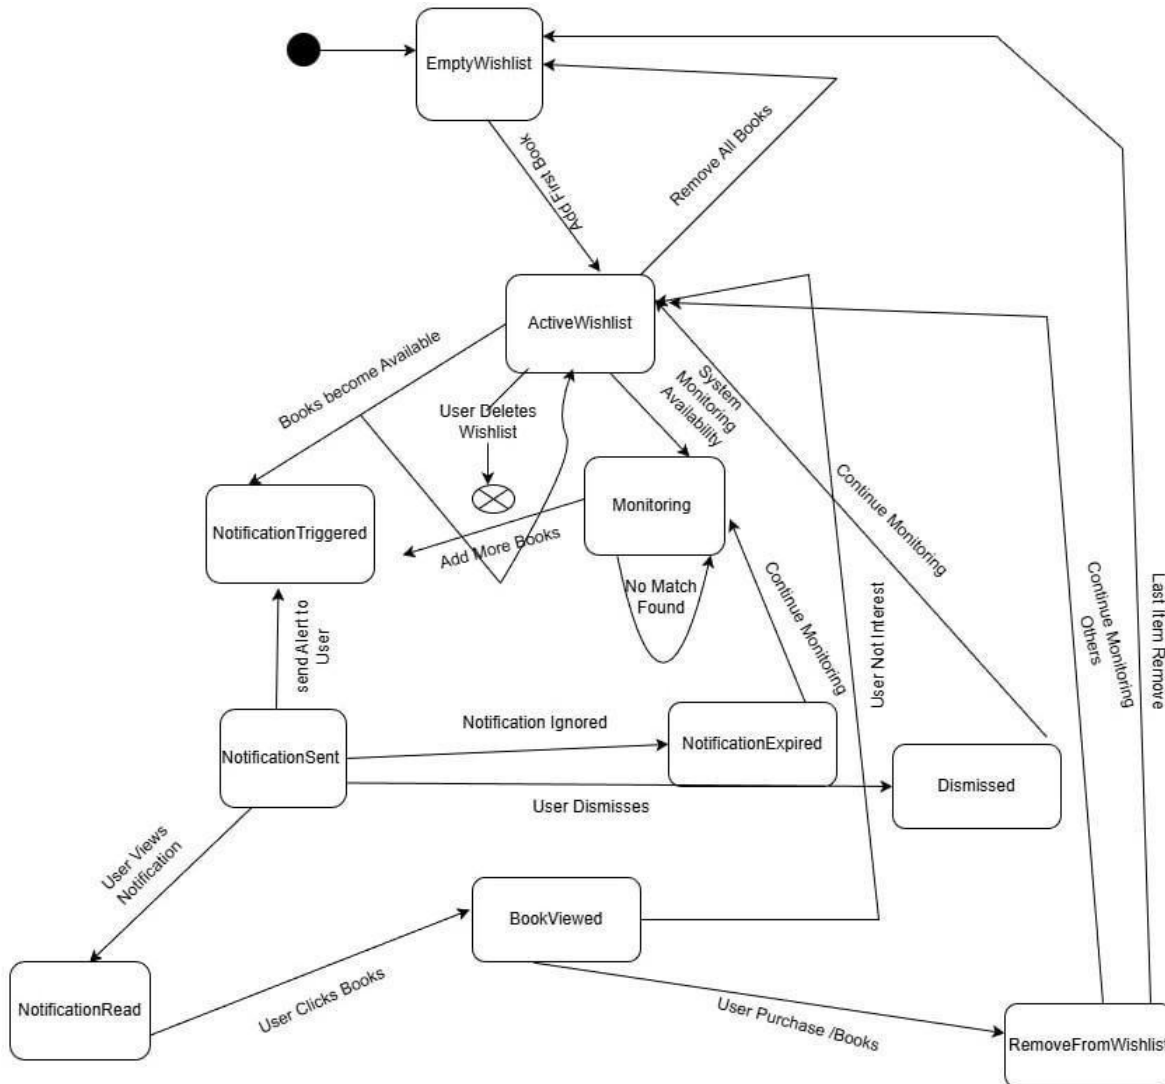 EmptyWishlist
Add First Book
Remove All Books
ActiveWishlist
Books become Available
User Deletes
Wishlist
System
Monitoring
Availability
NotificationTriggered
Monitoring
Add More Books
No Match
Found
Continue Monitoring
Continue Monitoring
User Not Interest
Continue Monitoring
Others
Last Item Remove
send Alert to
User
NotificationSent
Notification Ignored
NotificationExpired
User Dismisses
Dismissed
User Views
Notification
BookViewed
NotificationRead
User Clicks Books
User Purchase /Books
RemoveFromWishlist